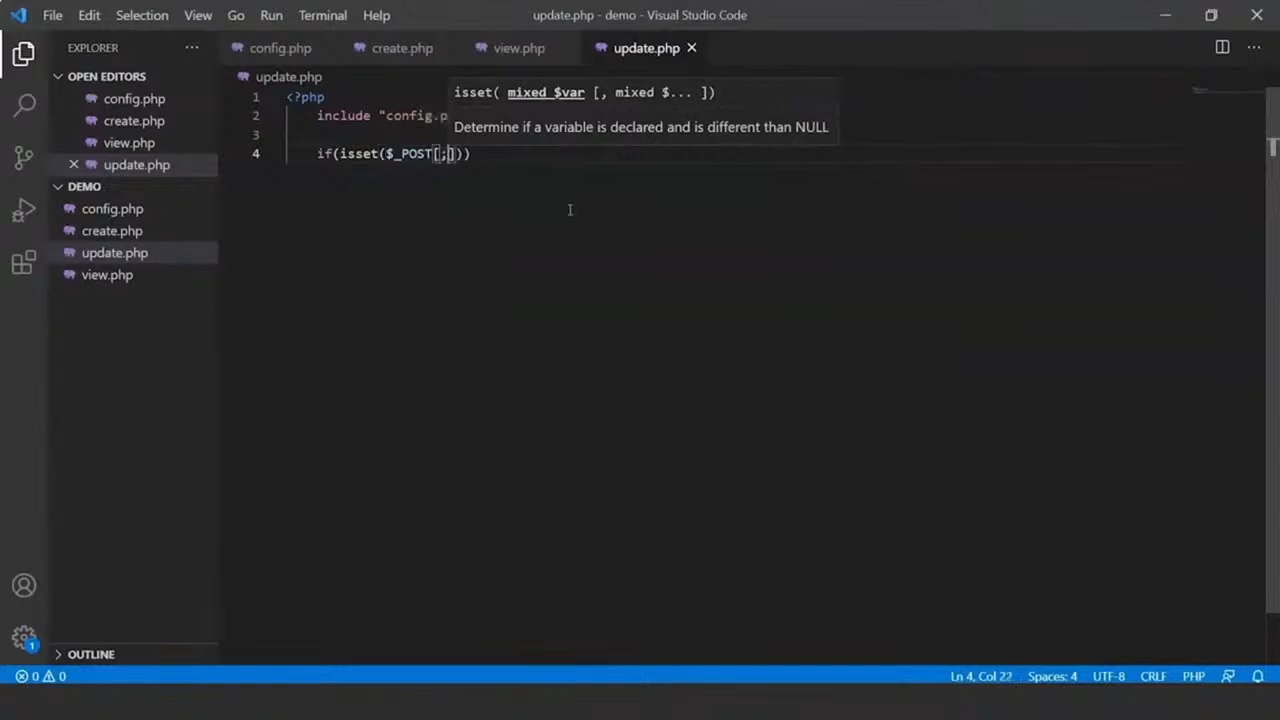 File Edit Selection View Go Run Terminal Help update.php - demo - Visual Studio Code
EXPLORER
config.php create.php view.php update.php
OPEN EDITORS
config.php
create.php
view.php
update.php
DEMO
config.php
create.php
update.php
view.php
OUTLINE
update.php
1 <?php
2 include "config.p
3
4 if(isset($_POST[;]))
isset( mixed $var [, mixed $... ])
Determine if a variable is declared and is different than NULL
1
0 0 Ln 4, Col 22 Spaces: 4 UTF-8 CRLF PHP